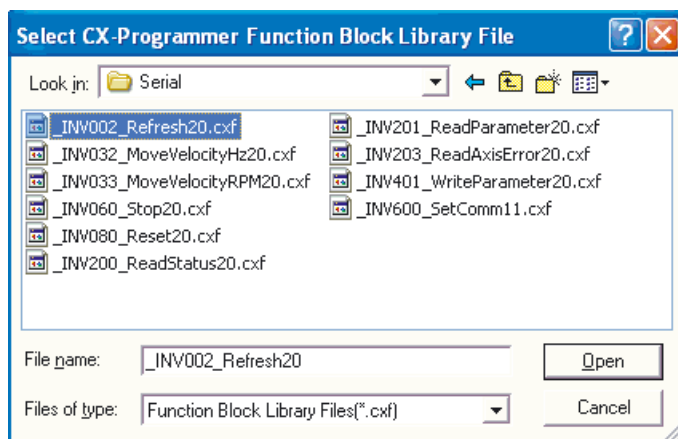 Select CX-Programmer Function Block Library File
Look in: Serial
_INV002_Refresh20.cxf
_INV032_MoveVelocityHz20.cxf
_INV033_MoveVelocityRPM20.cxf
_INV060_Stop20.cxf
_INV080_Reset20.cxf
_INV200_ReadStatus20.cxf
_INV201_ReadParameter20.cxf
_INV203_ReadAxisError20.cxf
_INV401_WriteParameter20.cxf
_INV600_SetComm11.cxf
File name: _INV002_Refresh20 Open
Files of type: Function Block Library Files(*.cxf) Cancel